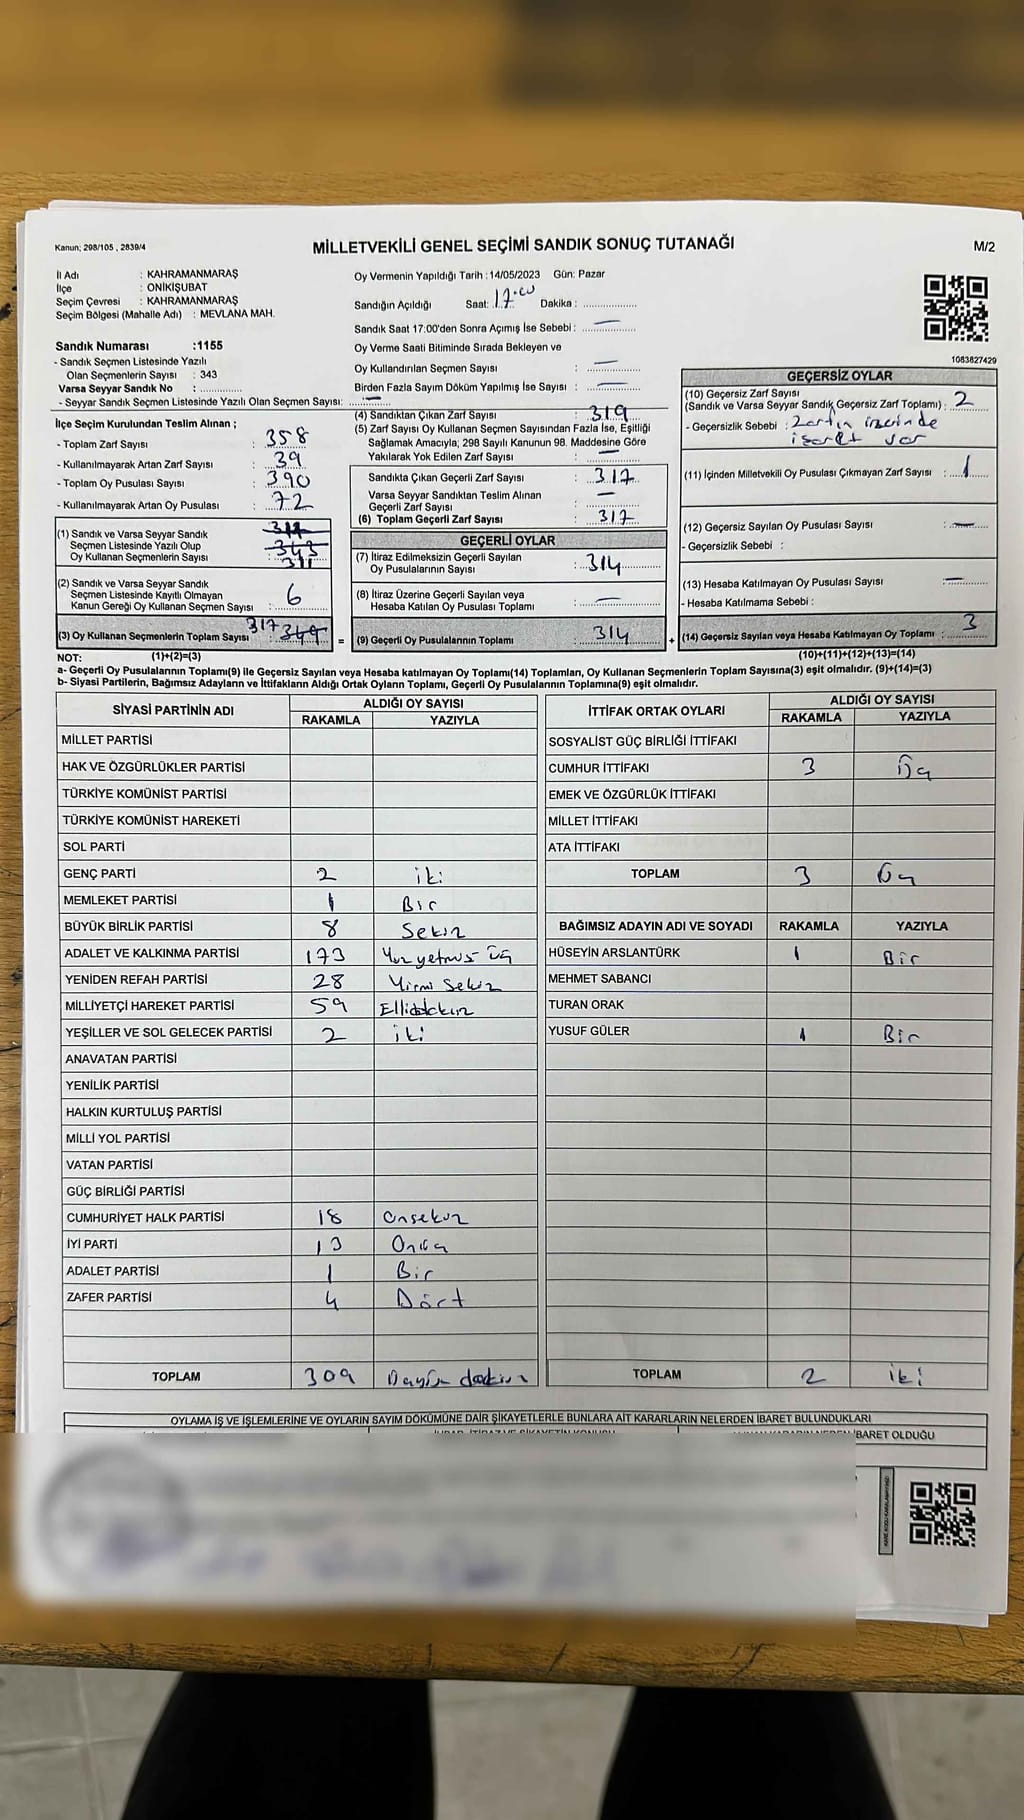 Kanun; 298/105 , 2839/4
MİLLETVEKİLİ GENEL SEÇİMİ SANDIK SONUÇ TUTANAĞI
M/2
İl Adı : KAHRAMANMARAŞ
İlçe : ONİKİŞUBAT
Seçim Çevresi : KAHRAMANMARAŞ
Seçim Bölgesi (Mahalle Adı) : MEVLANA MAH.
Sandık Numarası :1155
- Sandık Seçmen Listesinde Yazılı
Olan Seçmenlerin Sayısı : 343
Varsa Seyyar Sandık No :
- Seyyar Sandık Seçmen Listesinde Yazılı Olan Seçmen Sayısı: —
Oy Vermenin Yapıldığı Tarih :14/05/2023 Gün: Pazar
Sandığın Açıldığı Saat: 17.00 Dakika :
Sandık Saat 17:00'den Sonra Açımış İse Sebebi : —
Oy Verme Saati Bitiminde Sırada Bekleyen ve
Oy Kullandırılan Seçmen Sayısı : —
Birden Fazla Sayım Döküm Yapılmış İse Sayısı : —
1083827429
İlçe Seçim Kurulundan Teslim Alınan ;
- Toplam Zarf Sayısı : 358
- Kullanılmayarak Artan Zarf Sayısı : 39
- Toplam Oy Pusulası Sayısı : 390
- Kullanılmayarak Artan Oy Pusulası : 72
(1) Sandık ve Varsa Seyyar Sandık
Seçmen Listesinde Yazılı Olup
Oy Kullanan Seçmenlerin Sayısı : 343 311
(2) Sandık ve Varsa Seyyar Sandık
Seçmen Listesinde Kayıtlı Olmayan
Kanun Gereği Oy Kullanan Seçmen Sayısı : 6
(3) Oy Kullanan Seçmenlerin Toplam Sayısı 317 349 =
(1)+(2)=(3)
(4) Sandıktan Çıkan Zarf Sayısı : 319
(5) Zarf Sayısı Oy Kullanan Seçmen Sayısından Fazla İse, Eşitliği
Sağlamak Amacıyla; 298 Sayılı Kanunun 98. Maddesine Göre
Yakılarak Yok Edilen Zarf Sayısı : —
Sandıkta Çıkan Geçerli Zarf Sayısı : 317
Varsa Seyyar Sandıktan Teslim Alınan
Geçerli Zarf Sayısı : —
(6) Toplam Geçerli Zarf Sayısı : 317
GEÇERLİ OYLAR
(7) İtiraz Edilmeksizin Geçerli Sayılan
Oy Pusulalarının Sayısı : 314
(8) İtiraz Üzerine Geçerli Sayılan veya
Hesaba Katılan Oy Pusulası Toplamı : —
(9) Geçerli Oy Pusulalarının Toplamı : 314 +
GEÇERSİZ OYLAR
(10) Geçersiz Zarf Sayısı
(Sandık ve Varsa Seyyar Sandık Geçersiz Zarf Toplamı) : 2
- Geçersizlik Sebebi : Zarfın üzerinde
işaret var
(11) İçinden Milletvekili Oy Pusulası Çıkmayan Zarf Sayısı : 1
(12) Geçersiz Sayılan Oy Pusulası Sayısı : —
- Geçersizlik Sebebi :
(13) Hesaba Katılmayan Oy Pusulası Sayısı : —
- Hesaba Katılmama Sebebi :
(14) Geçersiz Sayılan veya Hesaba Katılmayan Oy Toplamı : 3
(10)+(11)+(12)+(13)=(14)
NOT:
a- Geçerli Oy Pusulalarının Toplamı(9) ile Geçersiz Sayılan veya Hesaba katılmayan Oy Toplamı(14) Toplamları, Oy Kullanan Seçmenlerin Toplam Sayısına(3) eşit olmalıdır. (9)+(14)=(3)
b- Siyasi Partilerin, Bağımsız Adayların ve İttifakların Aldığı Ortak Oyların Toplamı, Geçerli Oy Pusulalarının Toplamına(9) eşit olmalıdır.
SİYASİ PARTİNİN ADI ALDIĞI OY SAYISI
RAKAMLA YAZIYLA
MİLLET PARTİSİ
HAK VE ÖZGÜRLÜKLER PARTİSİ
TÜRKİYE KOMÜNİST PARTİSİ
TÜRKİYE KOMÜNİST HAREKETİ
SOL PARTİ
GENÇ PARTİ 2 iki
MEMLEKET PARTİSİ 1 Bir
BÜYÜK BİRLİK PARTİSİ 8 Sekiz
ADALET VE KALKINMA PARTİSİ 173 Yüz yetmiş üç
YENİDEN REFAH PARTİSİ 28 Yirmi Sekiz
MİLLİYETÇİ HAREKET PARTİSİ 59 Ellidokuz
YEŞİLLER VE SOL GELECEK PARTİSİ 2 iki
ANAVATAN PARTİSİ
YENİLİK PARTİSİ
HALKIN KURTULUŞ PARTİSİ
MİLLİ YOL PARTİSİ
VATAN PARTİSİ
GÜÇ BİRLİĞİ PARTİSİ
CUMHURİYET HALK PARTİSİ 18 Onsekiz
İYİ PARTİ 13 Onüç
ADALET PARTİSİ 1 Bir
ZAFER PARTİSİ 4 Dört
TOPLAM 309
İTTİFAK ORTAK OYLARI ALDIĞI OY SAYISI
RAKAMLA YAZIYLA
SOSYALİST GÜÇ BİRLİĞİ İTTİFAKI
CUMHUR İTTİFAKI 3 Üç
EMEK VE ÖZGÜRLÜK İTTİFAKI
MİLLET İTTİFAKI
ATA İTTİFAKI
TOPLAM 3 Üç
BAĞIMSIZ ADAYIN ADI VE SOYADI RAKAMLA YAZIYLA
HÜSEYİN ARSLANTÜRK 1 Bir
MEHMET SABANCI
TURAN ORAK
YUSUF GÜLER 1 Bir
TOPLAM 2 iki
OYLAMA İŞ VE İŞLEMLERİNE VE OYLARIN SAYIM DÖKÜMÜNE DAİR ŞİKAYETLERLE BUNLARA AİT KARARLARIN NELERDEN İBARET BULUNDUKLARI
İBARET OLDUĞU